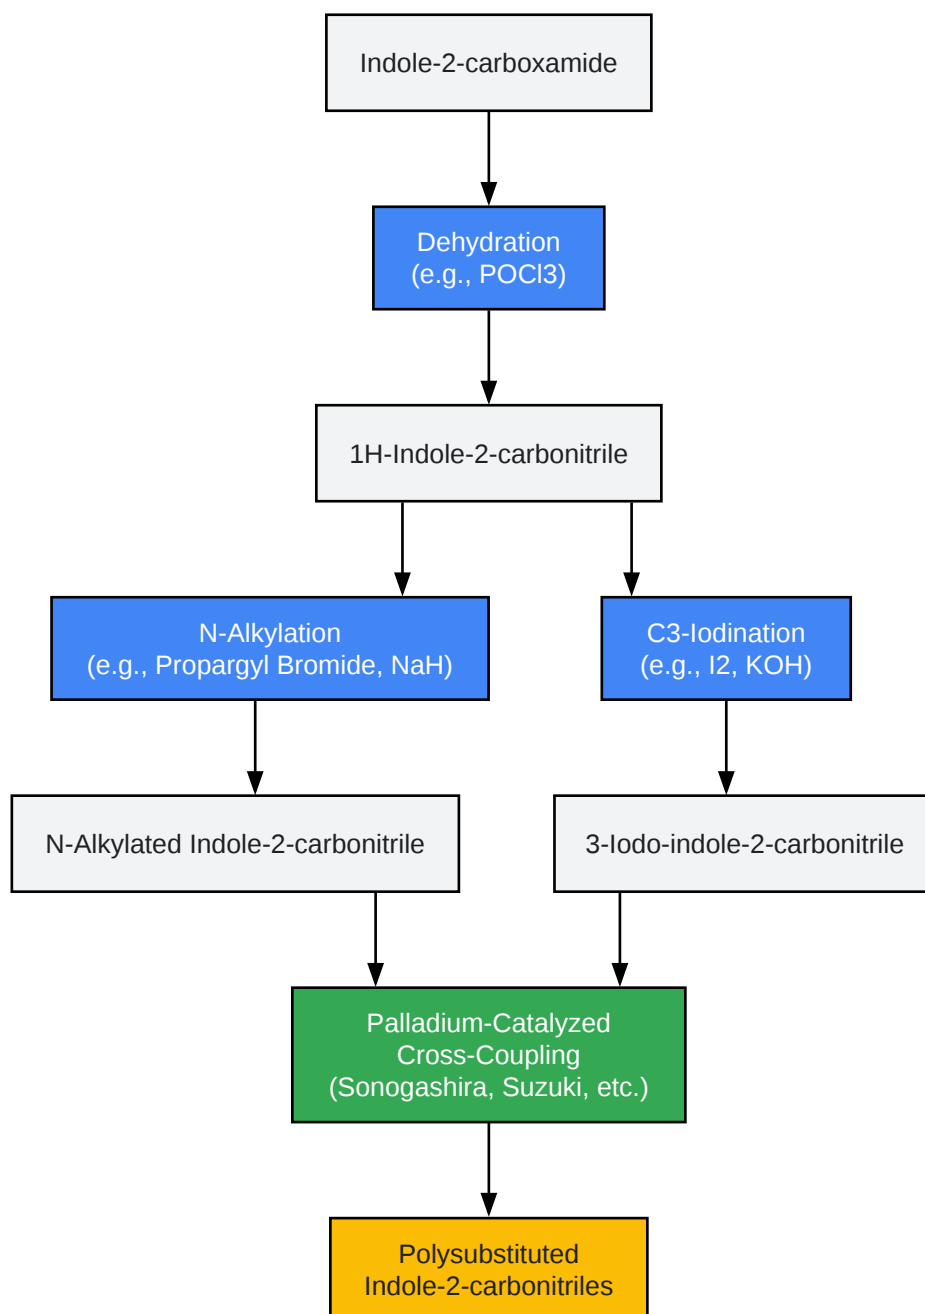 Indole-2-carboxamide
Dehydration
(e.g., POCl3)
1H-Indole-2-carbonitrile
N-Alkylation
(e.g., Propargyl Bromide, NaH)
C3-Iodination
(e.g., I2, KOH)
N-Alkylated Indole-2-carbonitrile
3-Iodo-indole-2-carbonitrile
Palladium-Catalyzed
Cross-Coupling
(Sonogashira, Suzuki, etc.)
Polysubstituted
Indole-2-carbonitriles